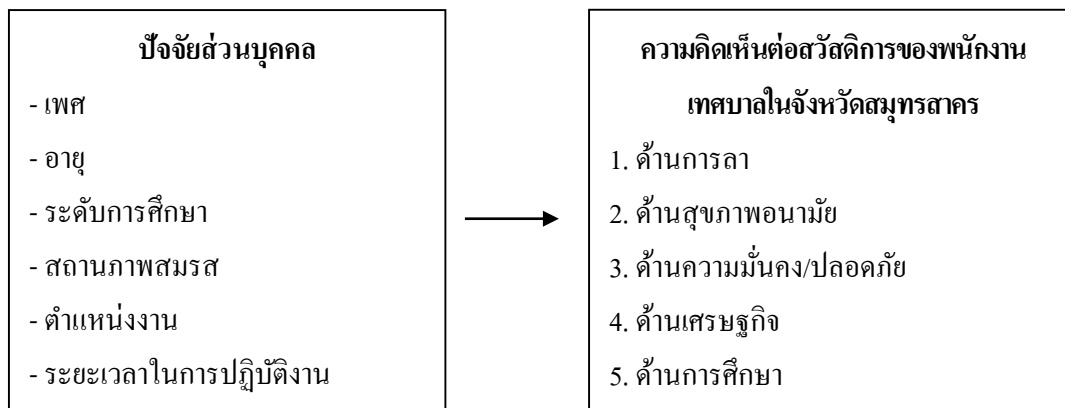 ปัจจัยส่วนบุคคล
- เพศ
- อายุ
- ระดับการศึกษา
- สถานภาพสมรส
- ตำแหน่งงาน
- ระยะเวลาในการปฏิบัติงาน
ความคิดเห็นต่อสวัสดิการของพนักงาน
เทศบาลในจังหวัดสมุทรสาคร
1. ด้านการลา
2. ด้านสุขภาพอนามัย
3. ด้านความมั่นคง/ปลอดภัย
4. ด้านเศรษฐกิจ
5. ด้านการศึกษา